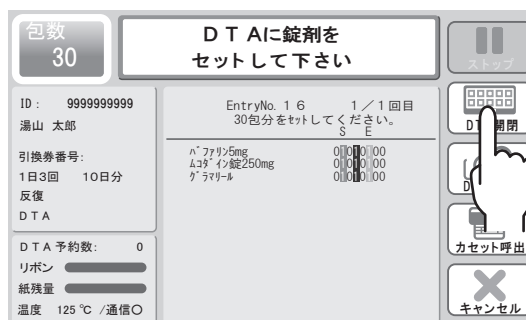 包数
30
DTAに錠剤を
セットして下さい
ストップ
ID: 9999999999
湯山 太郎
引換券番号:
1日3回 10日分
反復
DTA
DTA予約数: 0
リボン
紙残量
温度 125℃ /通信〇
EntryNo. 16 1/1回目
30包分をセットしてください。
S E
バファリン5mg
ムコダイン錠250mg
グラマリール
開閉
カセット呼出
キャンセル